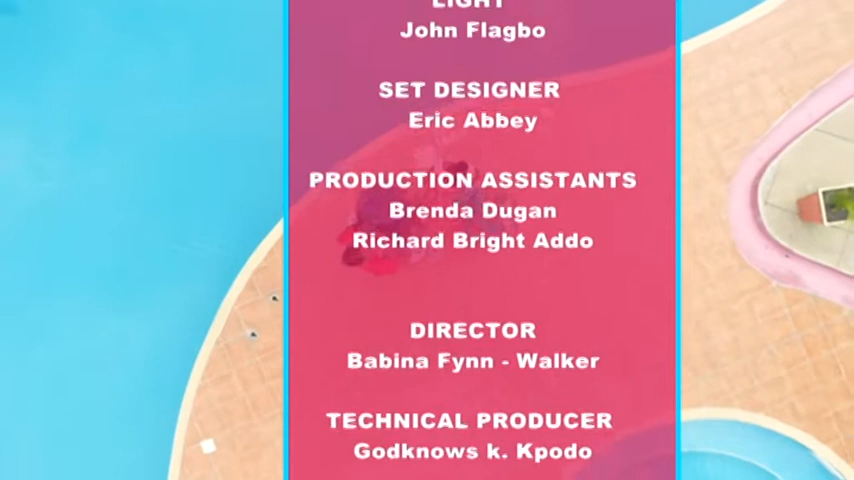 LIGHT
John Flagbo
SET DESIGNER
Eric Abbey
PRODUCTION ASSISTANTS
Brenda Dugan
Richard Bright Addo
DIRECTOR
Babina Fynn - Walker
TECHNICAL PRODUCER
Godknows k. Kpodo